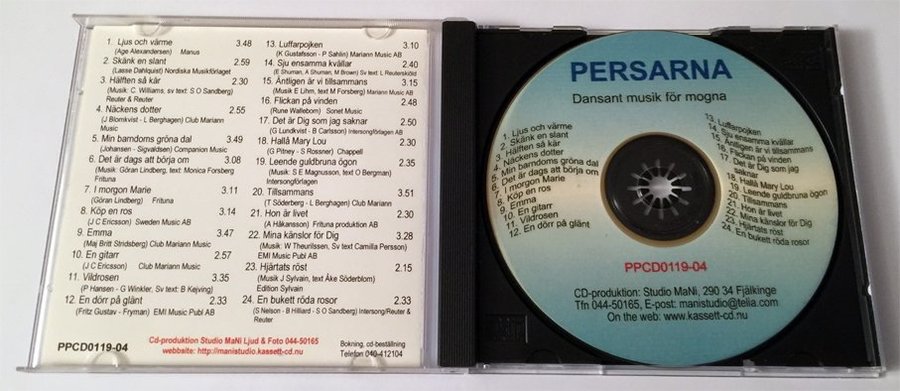 1. Ljus och värme 3.48
(Age Alexandersen) Manus
2. Skänk en slant 2.59
(Lasse Dahlquist) Nordiska Musikförlaget
3. Hälften så kär 2.30
(Musik: C. Williams, sv text: S O Sandberg)
Reuter & Reuter
4. Näckens dotter 2.55
(J Blomkvist - L Berghagen) Club Mariann
Music
5. Min barndoms gröna dal 3.49
(Johansen - Sigvaldsen) Companion Music
6. Det är dags att börja om 3.08
(Musik: Göran Lindberg, text: Monica Forsberg
Frituna
7. I morgon Marie 3.11
(Göran Lindberg) Frituna
8. Köp en ros 3.14
(J C Ericsson) Sweden Music AB
9. Emma 3.47
(Maj Britt Stridsberg) Club Mariann Music
10. En gitarr 2.57
(J C Ericsson) Club Mariann Music
11. Vildrosen 3.35
(P Hansen - G Winkler, Sv text: B Kejving)
12. En dörr på glänt 2.33
(Fritz Gustav - Fryman) EMI Music Publ AB
13. Luffarpojken 3.10
(K Gustafsson - P Sahlin) Mariann Music AB
14. Sju ensamma kvällar 2.40
(E Shuman, A Shuman, M Brown) Sv text: L Reuterskiöld
15. Äntligen är vi tillsammans 3.15
(Musik E Lihm, text M Forsberg) Mariann Music AB
16. Flickan på vinden 2.48
(Rune Wallebom) Sonet Music
17. Det är Dig som jag saknar 2.50
(G Lundkvist - B Carlsson) Intersongförlagen AB
18. Hallå Mary Lou 2.30
(G Pitney - S Rossner) Chappell
19. Leende guldbruna ögon 2.35
(Musik: S E Magnusson, text O Bergman)
Intersongförlagen
20. Tillsammans 3.51
(T Söderberg - L Berghagen) Club Mariann
21. Hon är livet 2.30
(A Håkansson) Frituna produktion AB
22. Mina känslor för Dig 3.28
(Musik: W Theurilssen, Sv text Camilla Persson)
EMI Music Publ AB
23. Hjärtats röst 2.15
(Musik J Sylvain, text Åke Söderblom)
Edition Sylvain
24. En bukett röda rosor 2.33
(S Nelson - B Hilliard - S O Sandberg) Intersong/Reuter &
Reuter
PPCD0119-04
Cd-produktion Studio MaNi Ljud & Foto 044-50165
webbsite: http://manistudio.kassett-cd.nu
Bokning, cd-beställning
Telefon 040-412104
PERSARNA
Dansant musik för mogna
1. Ljus och värme
2. Skänk en slant
3. Hälften så kär
4. Näckens dotter
5. Min barndoms gröna dal
6. Det är dags att börja om
7. I morgon Marie
8. Köp en ros
9. Emma
10. En gitarr
11. Vildrosen
12. En dörr på glänt
13. Luffarpojken
14. Sju ensamma kvällar
15. Äntligen är vi tillsammans
16. Flickan på vinden
17. Det är Dig som jag
saknar
18. Hallå Mary Lou
19. Leende guldbruna ögon
20. Tillsammans
21. Hon är livet
22. Mina känslor för Dig
23. Hjärtats röst
24. En bukett röda rosor
PPCD0119-04
CD-produktion: Studio MaNi, 290 34 Fjälkinge
Tfn 044-50165, E-post: manistudio@telia.com
On the web: www.kassett-cd.nu